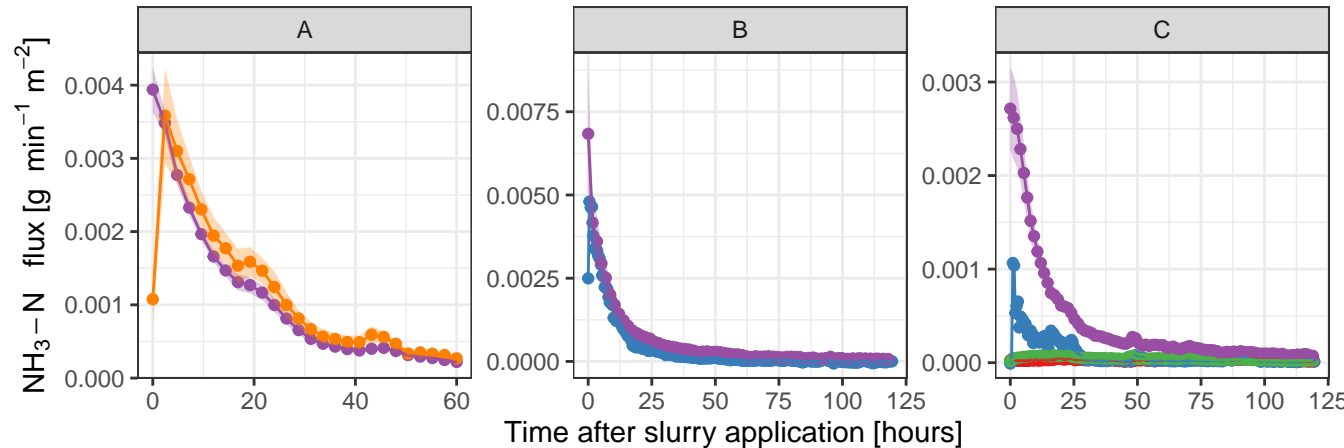 A
B
C
NH₃−N flux [g min⁻¹ m⁻²]
0.004
0.003
0.002
0.001
0.000
0 20 40 60
0.0075
0.0050
0.0025
0.0000
0 25 50 75 100 125
0.003
0.002
0.001
0.000
0 25 50 75 100 125
Time after slurry application [hours]